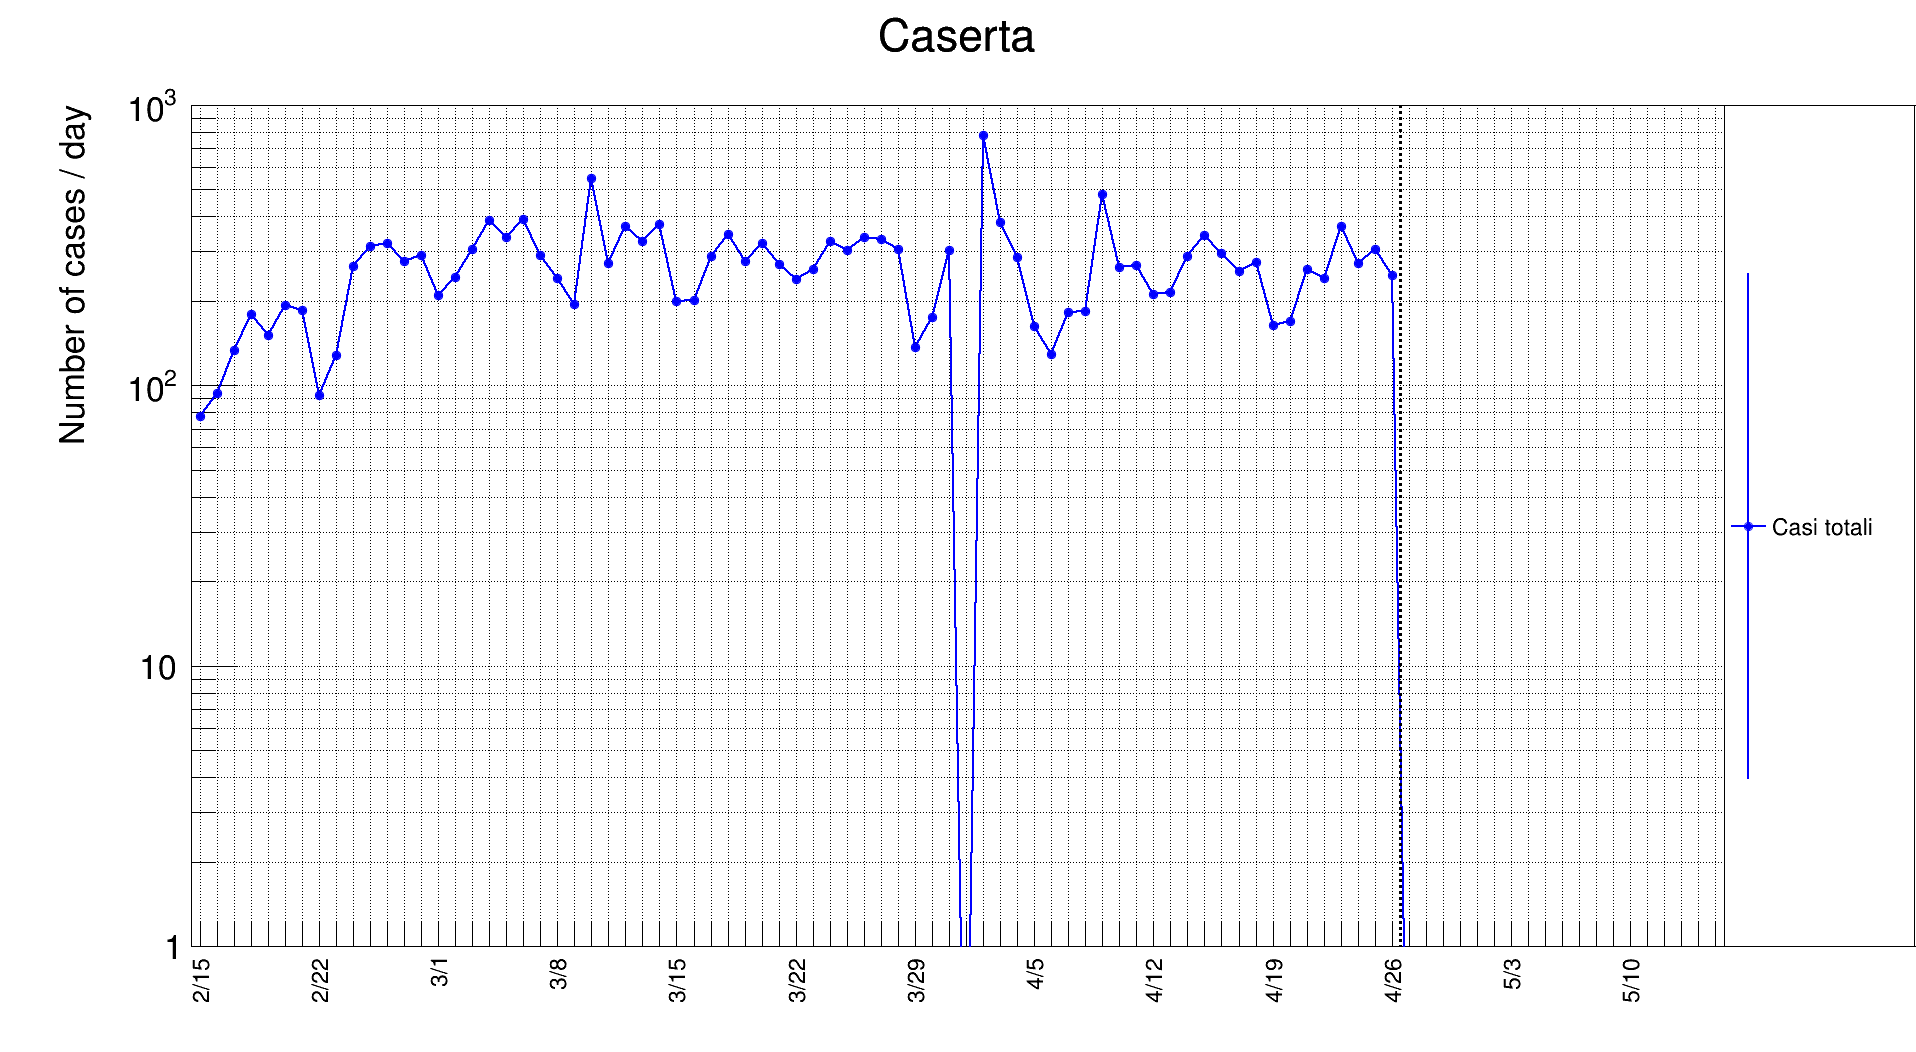 Caserta
Number of cases / day
10³
10²
10
1
2/15 2/22 3/1 3/8 3/15 3/22 3/29 4/5 4/12 4/19 4/26 5/3 5/10
Casi totali